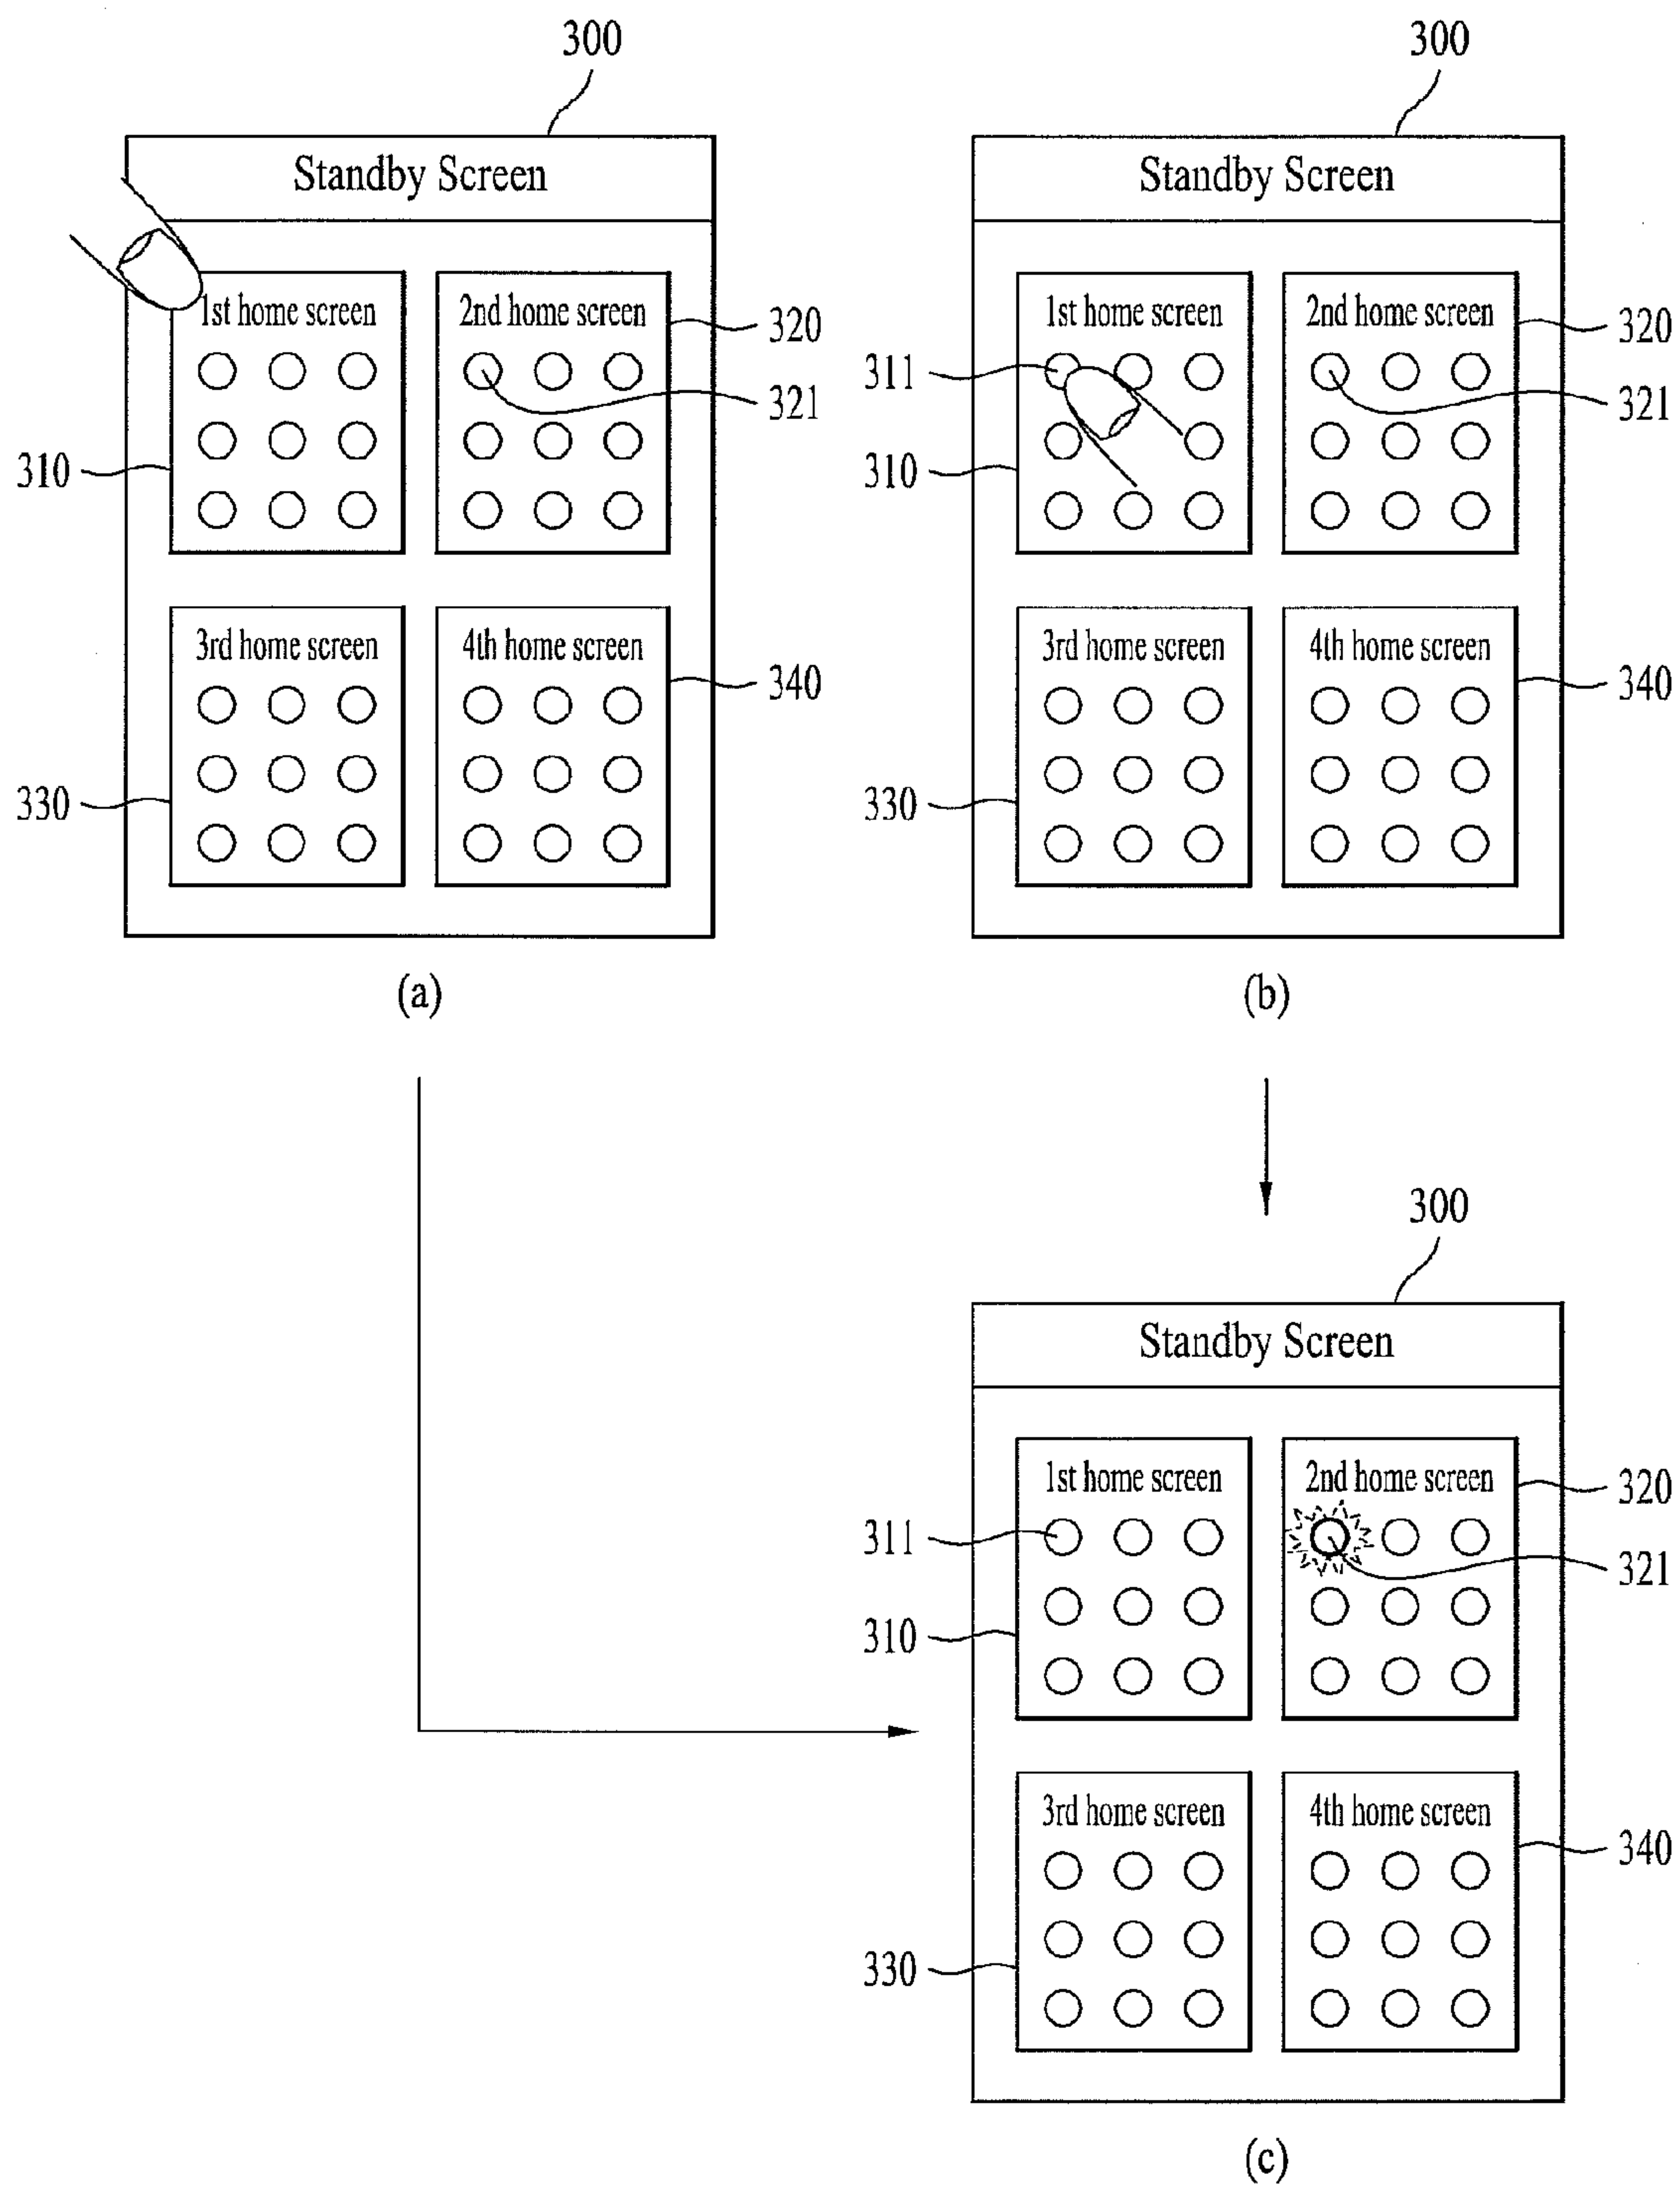 300
300
Standby Screen
Standby Screen
1st home screen
2nd home screen
320
321
310
1st home screen
2nd home screen
320
311
321
310
3rd home screen
4th home screen
340
330
3rd home screen
4th home screen
340
330
(a)
(b)
300
Standby Screen
1st home screen
2nd home screen
320
311
321
310
3rd home screen
4th home screen
340
330
(c)